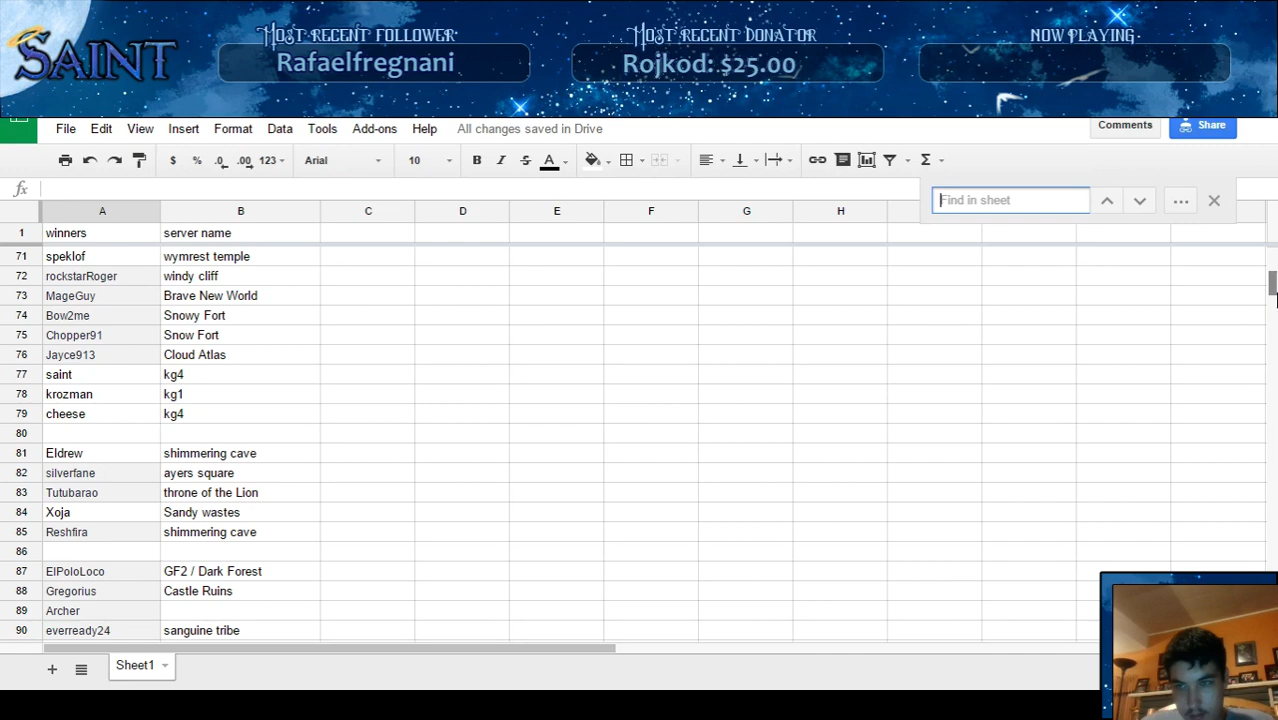 SAINT
MOST RECENT FOLLOWER
Rafaelfregnani
MOST RECENT DONATOR
Rojkod: $25.00
NOW PLAYING
File Edit View Insert Format Data Tools Add-ons Help All changes saved in Drive
Comments Share
$ % .0 .00 123 Arial 10 B I S A Σ
fx
Find in sheet
A B C D E F G H
1 winners server name
71 speklof wymrest temple
72 rockstarRoger windy cliff
73 MageGuy Brave New World
74 Bow2me Snowy Fort
75 Chopper91 Snow Fort
76 Jayce913 Cloud Atlas
77 saint kg4
78 krozman kg1
79 cheese kg4
80
81 Eldrew shimmering cave
82 silverfane ayers square
83 Tutubarao throne of the Lion
84 Xoja Sandy wastes
85 Reshfira shimmering cave
86
87 ElPoloLoco GF2 / Dark Forest
88 Gregorius Castle Ruins
89 Archer
90 everready24 sanguine tribe
Sheet1